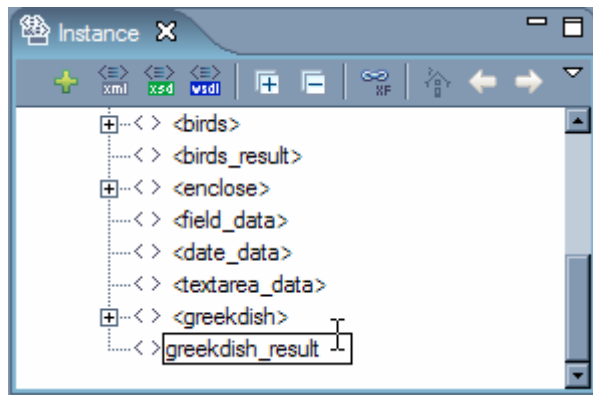 Instance
<≡> xml <≡> xsd <≡> wsdl XF
< > <birds>
< > <birds_result>
< > <enclose>
< > <field_data>
< > <date_data>
< > <textarea_data>
< > <greekdish>
< > greekdish_result